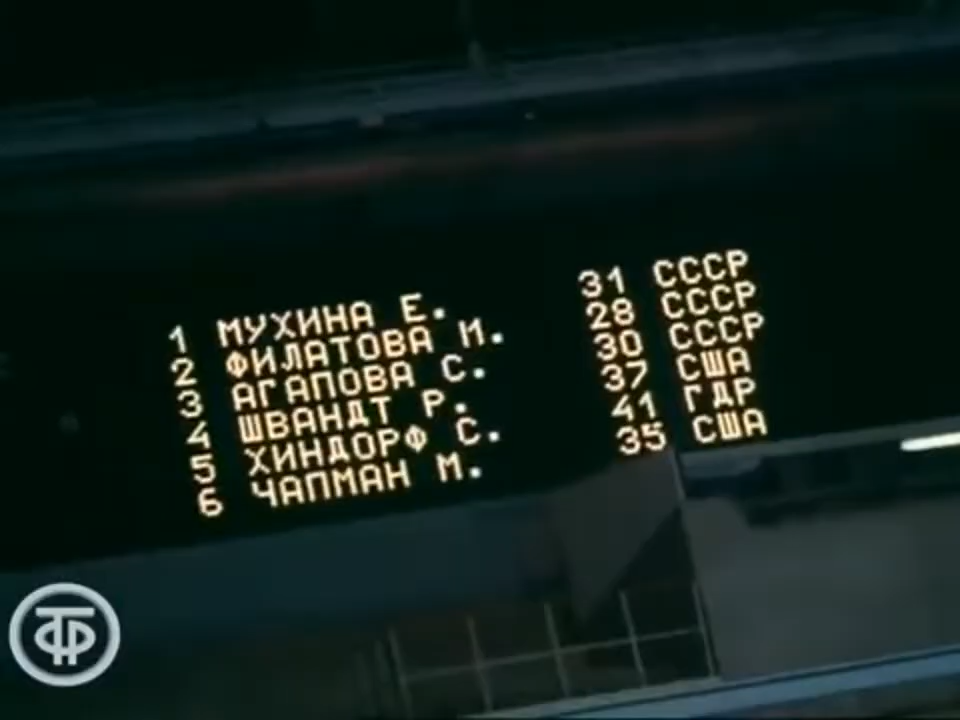 1 МУХИНА Е. 31 СССР
2 ФИЛАТОВА М. 28 СССР
3 АГАПОВА С. 30 СССР
4 ШВАНДТ Р. 37 США
5 ХИНДОРФ С. 41 ГДР
6 ЧАПМАН М. 35 США